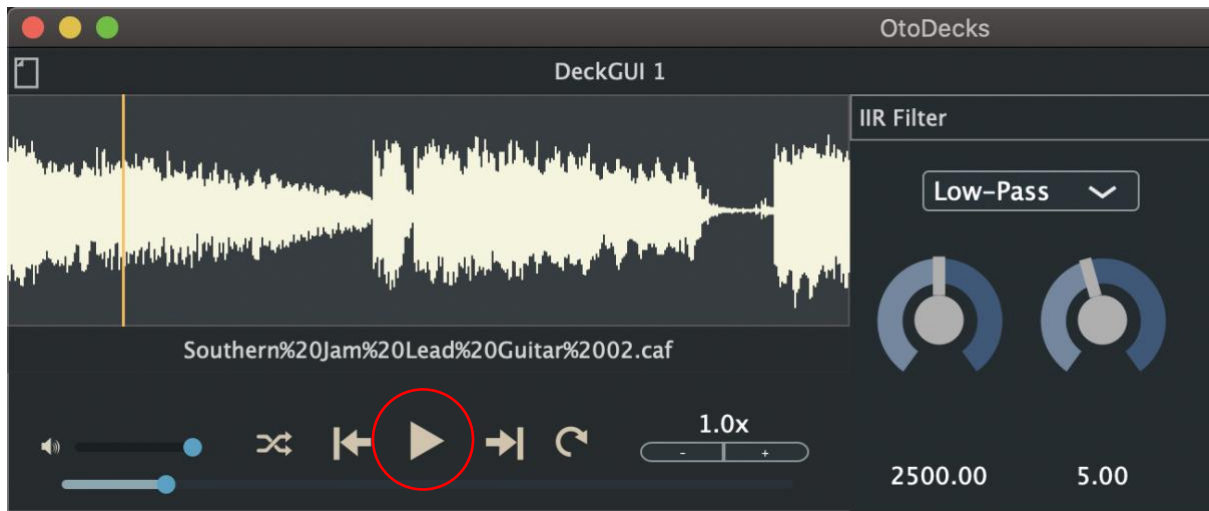 OtoDecks
DeckGUI 1
IIR Filter
Low-Pass
Southern%20Jam%20Lead%20Guitar%2002.caf
1.0x
- +
2500.00 5.00